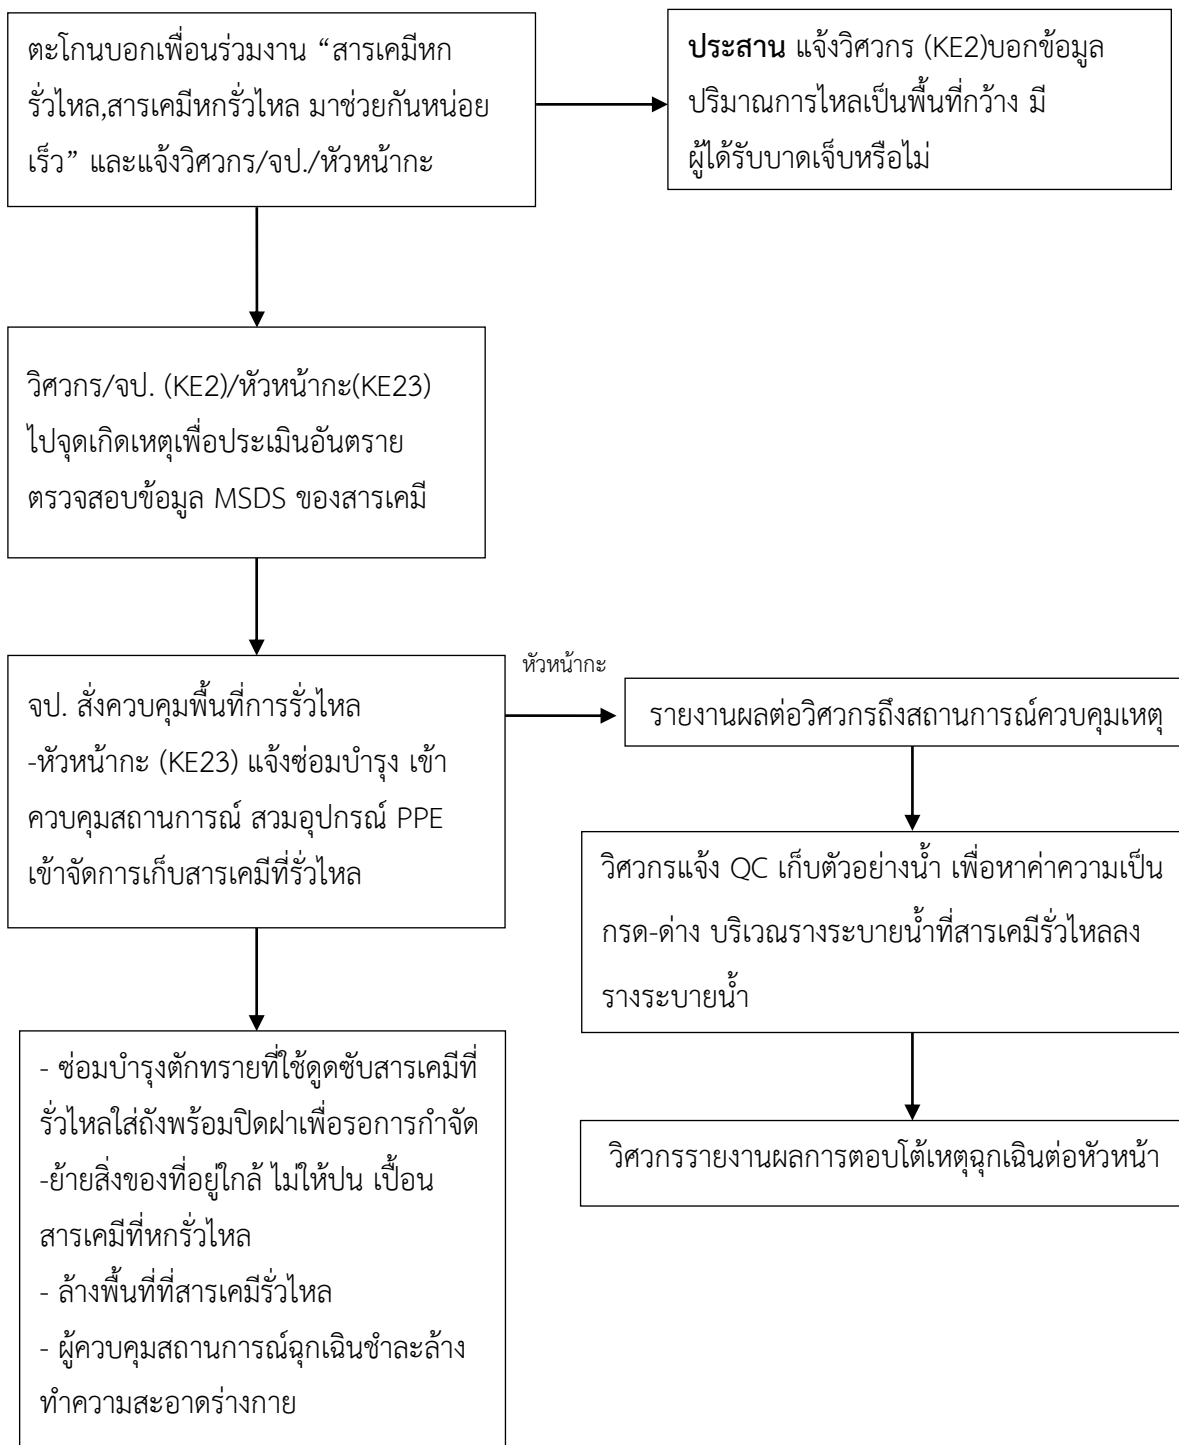 ตะโกนบอกเพื่อนร่วมงาน “สารเคมีหก
รั่วไหล,สารเคมีหกรั่วไหล มาช่วยกันหน่อย
เร็ว” และแจ้งวิศวกร/จป./หัวหน้ากะ
ประสาน แจ้งวิศวกร (KE2)บอกข้อมูล
ปริมาณการไหลเป็นพื้นที่กว้าง มี
ผู้ได้รับบาดเจ็บหรือไม่
วิศวกร/จป. (KE2)/หัวหน้ากะ(KE23)
ไปจุดเกิดเหตุเพื่อประเมินอันตราย
ตรวจสอบข้อมูล MSDS ของสารเคมี
จป. สั่งควบคุมพื้นที่การรั่วไหล
-หัวหน้ากะ (KE23) แจ้งซ่อมบำรุง เข้า
ควบคุมสถานการณ์ สวมอุปกรณ์ PPE
เข้าจัดการเก็บสารเคมีที่รั่วไหล
หัวหน้ากะ
รายงานผลต่อวิศวกรถึงสถานการณ์ควบคุมเหตุ
วิศวกรแจ้ง QC เก็บตัวอย่างน้ำ เพื่อหาค่าความเป็น
กรด-ด่าง บริเวณรางระบายน้ำที่สารเคมีรั่วไหลลง
รางระบายน้ำ
วิศวกรรายงานผลการตอบโต้เหตุฉุกเฉินต่อหัวหน้า
- ซ่อมบำรุงตักทรายที่ใช้ดูดซับสารเคมีที่
รั่วไหลใส่ถังพร้อมปิดฝาเพื่อรอการกำจัด
-ย้ายสิ่งของที่อยู่ใกล้ ไม่ให้ปน เปื้อน
สารเคมีที่หกรั่วไหล
- ล้างพื้นที่ที่สารเคมีรั่วไหล
- ผู้ควบคุมสถานการณ์ฉุกเฉินชำละล้าง
ทำความสะอาดร่างกาย